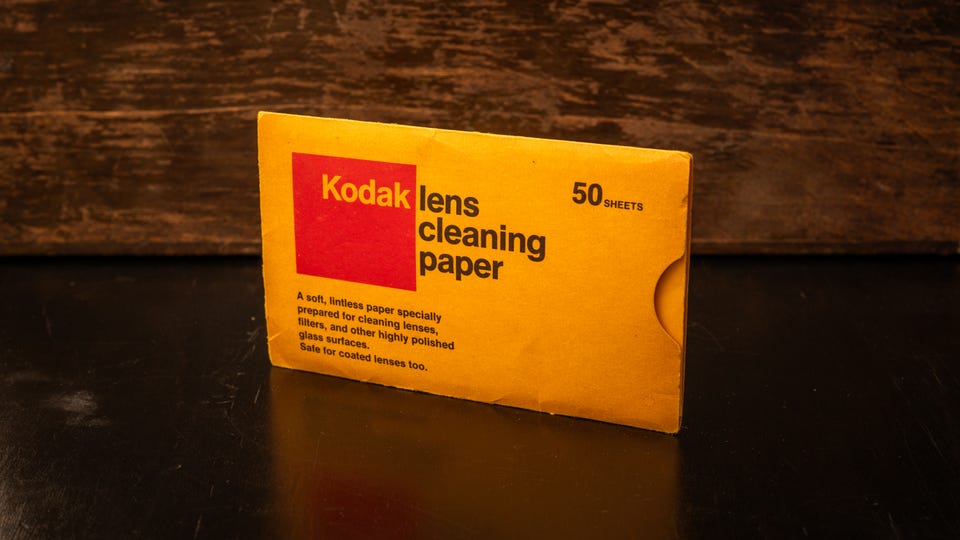 Kodak lens
cleaning
paper
50 SHEETS
A soft, lintless paper specially
prepared for cleaning lenses,
filters, and other highly polished
glass surfaces.
Safe for coated lenses too.